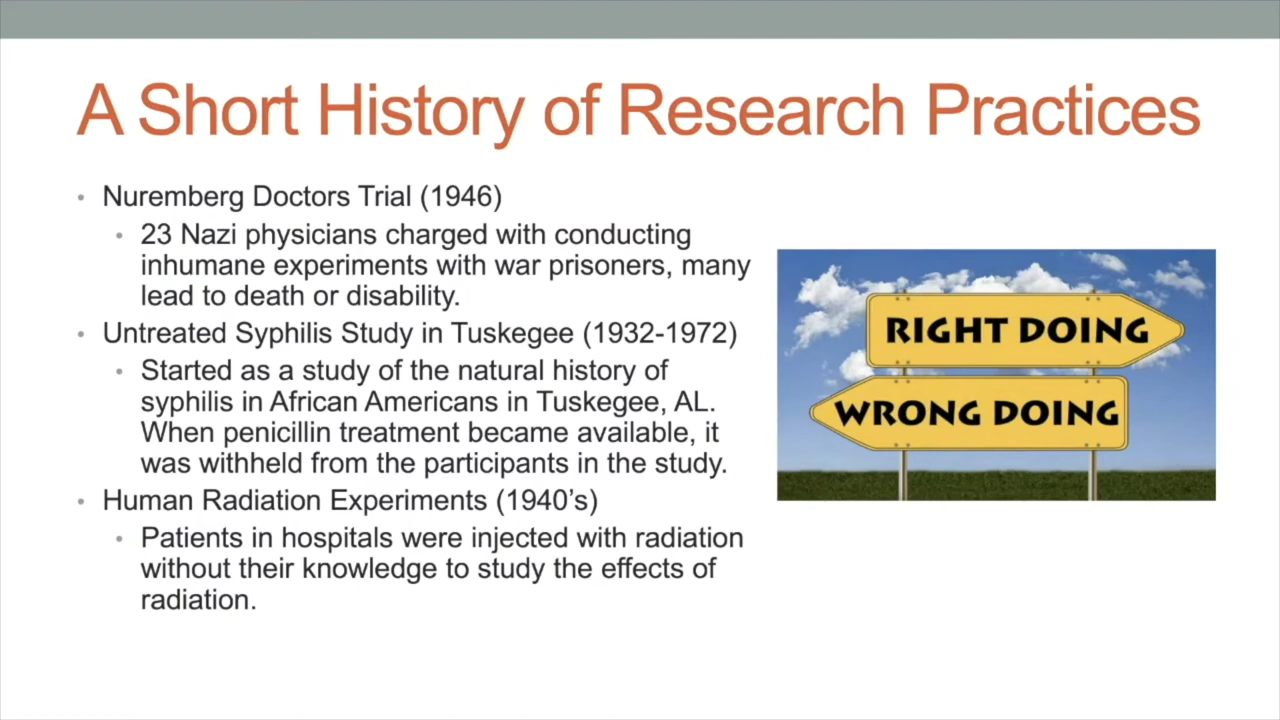 A Short History of Research Practices
• Nuremberg Doctors Trial (1946)
• 23 Nazi physicians charged with conducting
inhumane experiments with war prisoners, many
lead to death or disability.
• Untreated Syphilis Study in Tuskegee (1932-1972)
• Started as a study of the natural history of
syphilis in African Americans in Tuskegee, AL.
When penicillin treatment became available, it
was withheld from the participants in the study.
• Human Radiation Experiments (1940’s)
• Patients in hospitals were injected with radiation
without their knowledge to study the effects of
radiation.
RIGHT DOING
WRONG DOING